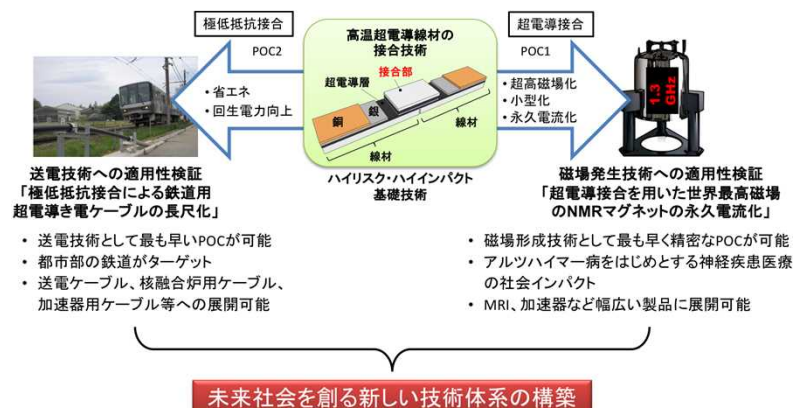 極低抵抗接合
POC2
・省エネ
・回生電力向上
高温超電導線材の
接合技術
接合部
超電導層
銅
銀
線材
線材
ハイリスク・ハイインパクト
基礎技術
超電導接合
POC1
・超高磁場化
・小型化
・永久電流化
1.3
GHz
送電技術への適用性検証
「極低抵抗接合による鉄道用
超電導き電ケーブルの長尺化」
• 送電技術として最も早いPOCが可能
• 都市部の鉄道がターゲット
• 送電ケーブル、核融合炉用ケーブル、
加速器用ケーブル等への展開可能
磁場発生技術への適用性検証
「超電導接合を用いた世界最高磁場
のNMRマグネットの永久電流化」
• 磁場形成技術として最も早く精密なPOCが可能
• アルツハイマー病をはじめとする神経疾患医療
の社会インパクト
• MRI、加速器など幅広い製品に展開可能
未来社会を創る新しい技術体系の構築